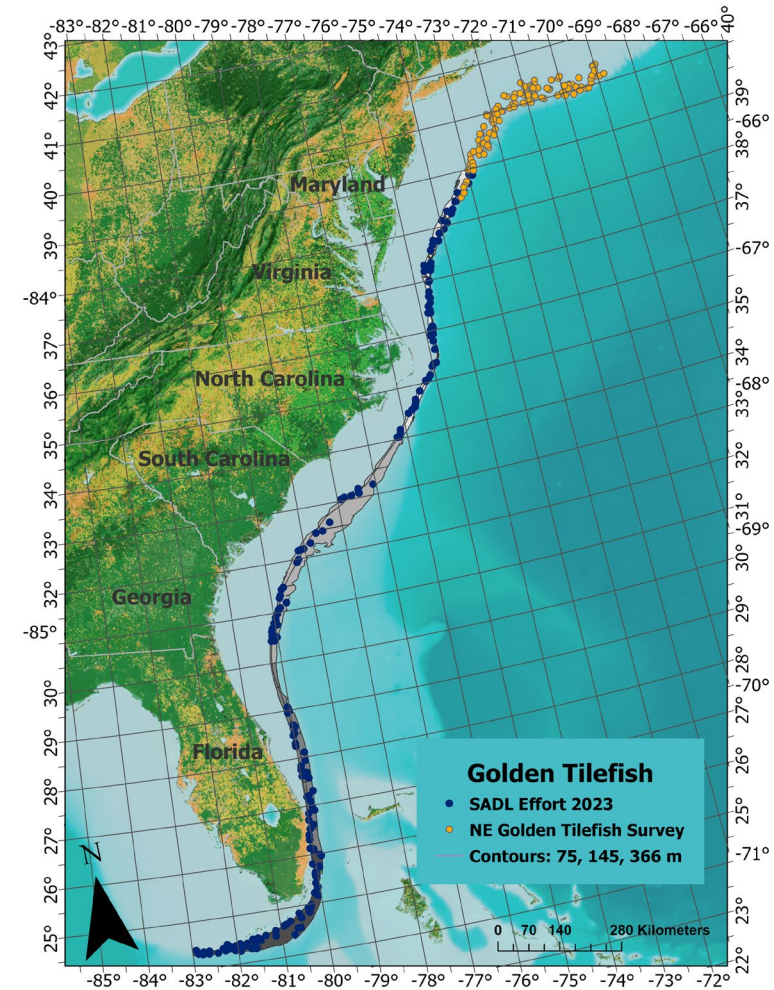 -83° -82° -81° -80° -79° -78° -77° -76° -75° -74° -73° -72° -71° -70° -69° -68° -67° -66° 40°
43°
42°
41°
40°
39°
-84°
37°
36°
35°
34°
33°
32°
-85°
30°
29°
28°
27°
26°
25°
39°
-66°
38°
37°
-67°
35°
34°
-68°
33°
32°
31°
-69°
30°
29°
28°
-70°
27°
26°
25°
-71°
23°
22
Maryland
Virginia
North Carolina
South Carolina
Georgia
Florida
N
Golden Tilefish
SADL Effort 2023
NE Golden Tilefish Survey
Contours: 75, 145, 366 m
0 70 140 280 Kilometers
-85° -84° -83° -82° -81° -80° -79° -78° -77° -76° -75° -74° -73° -72°